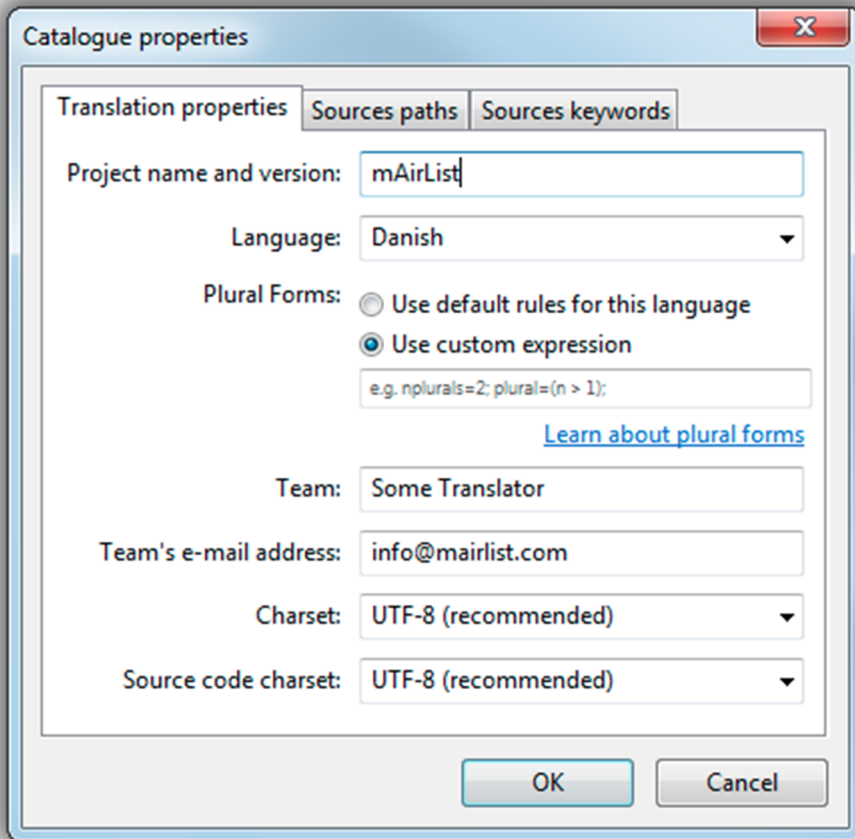 Catalogue properties
Translation properties Sources paths Sources keywords
Project name and version: mAirList
Language: Danish
Plural Forms: Use default rules for this language
Use custom expression
e.g. nplurals=2; plural=(n > 1);
Learn about plural forms
Team: Some Translator
Team's e-mail address: info@mairlist.com
Charset: UTF-8 (recommended)
Source code charset: UTF-8 (recommended)
OK Cancel